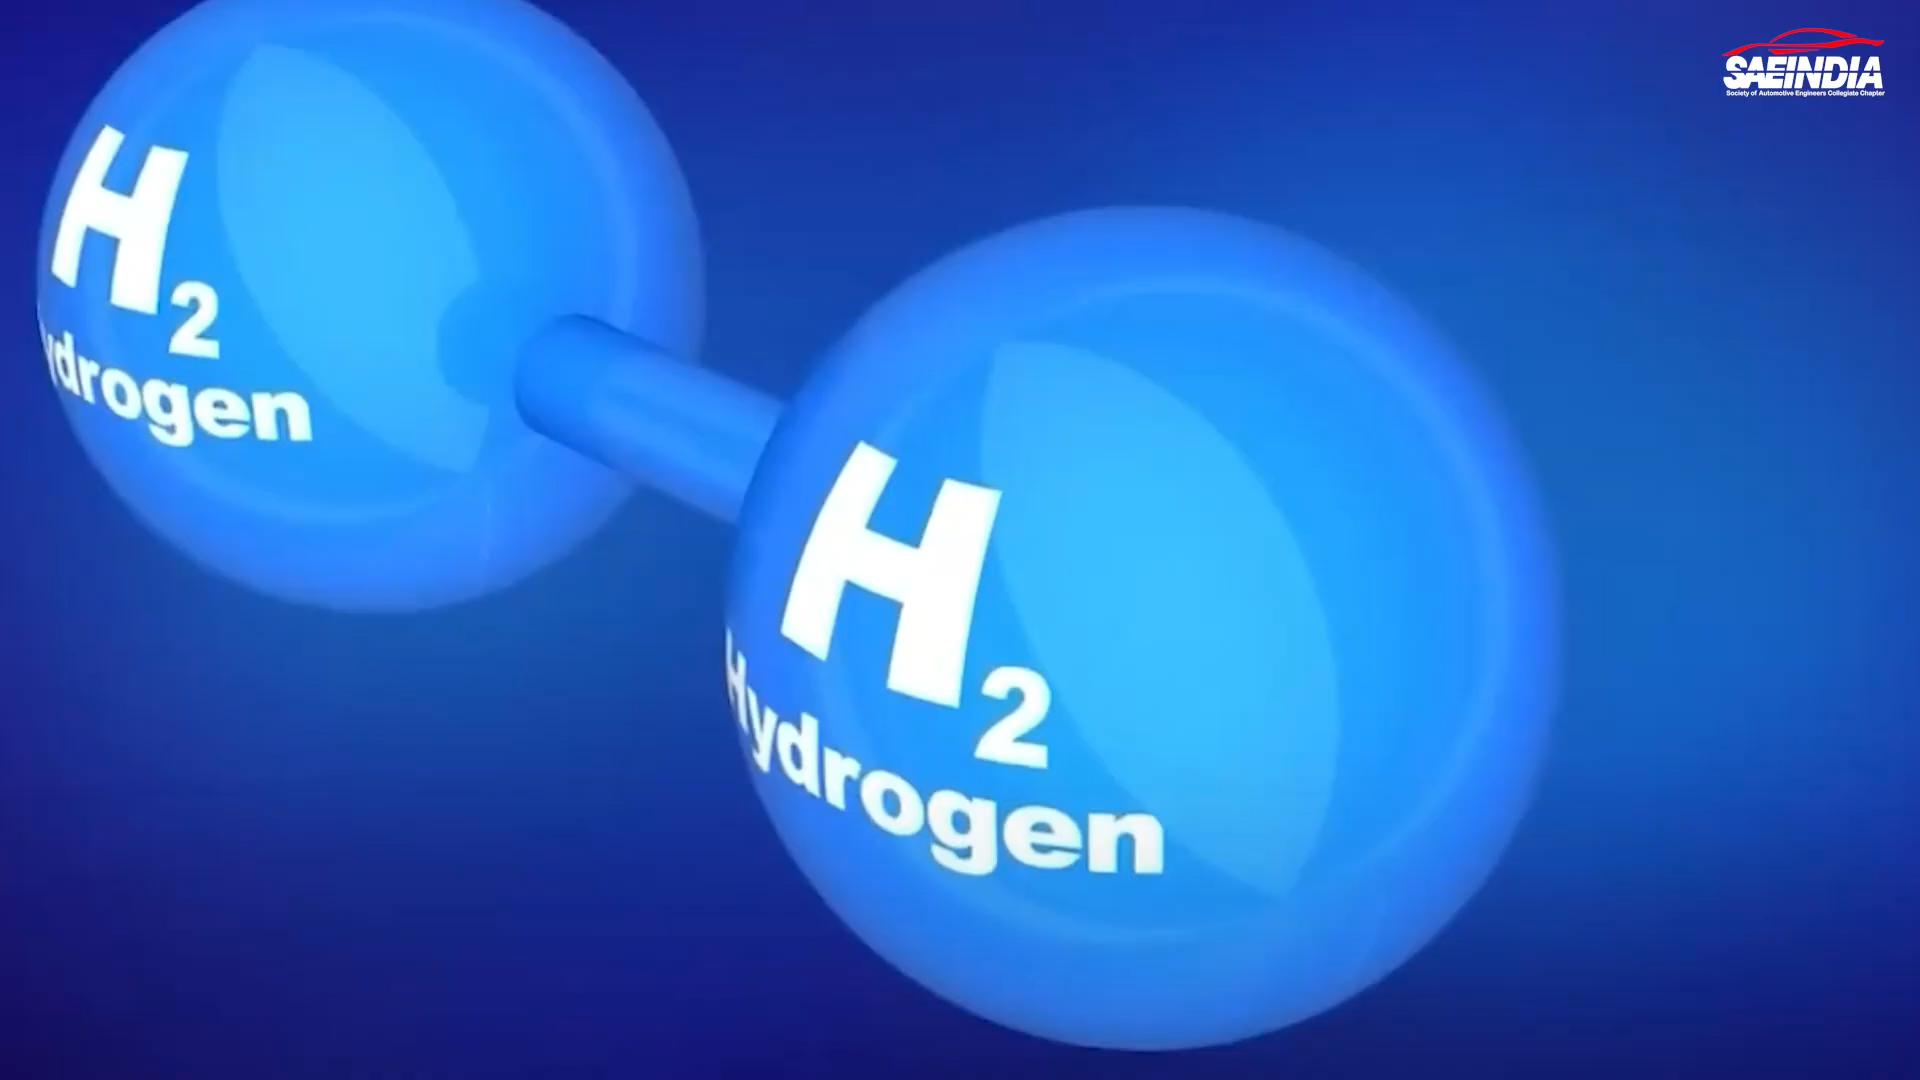 SAEINDIA
Society of Automotive Engineers Collegiate Chapter
H2
ydrogen
H2
Hydrogen